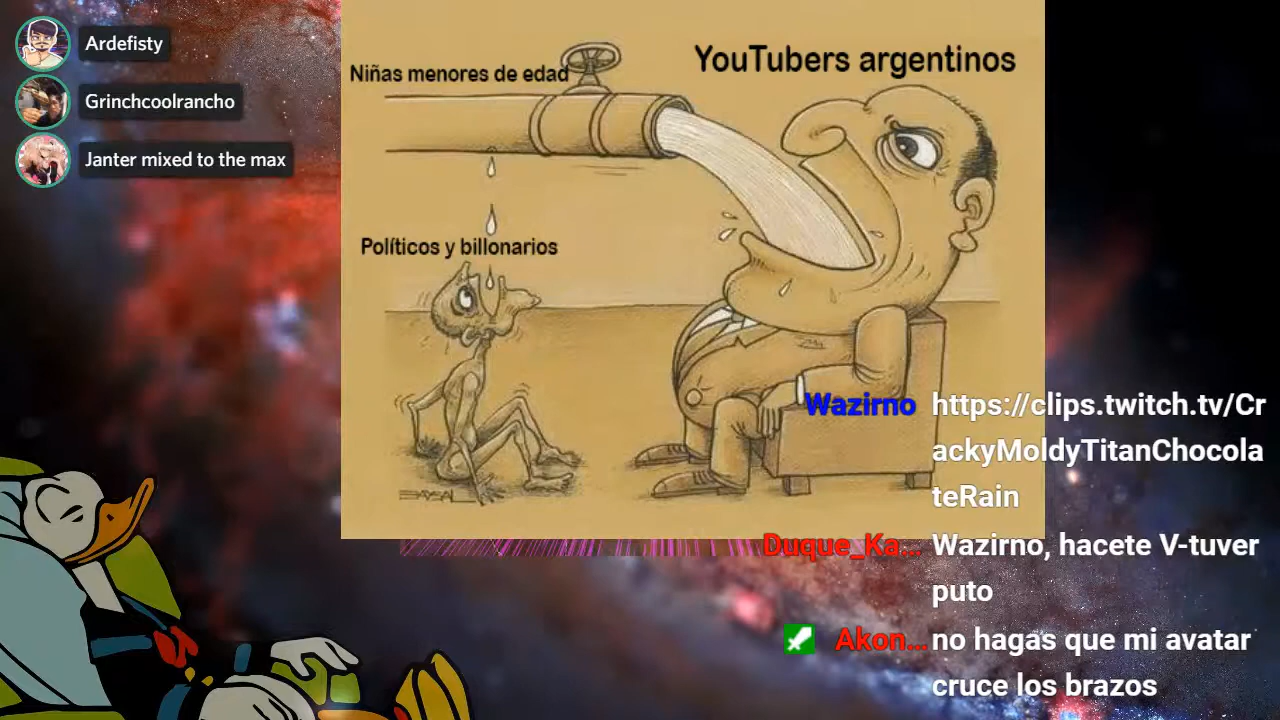 Ardefisty
Grinchcoolrancho
Janter mixed to the max
Niñas menores de edad
YouTubers argentinos
Políticos y billonarios
BAYSAL
Wazirno https://clips.twitch.tv/Cr
ackyMoldyTitanChocola
teRain
Duque_Ka... Wazirno, hacete V-tuver
puto
Akon... no hagas que mi avatar
cruce los brazos